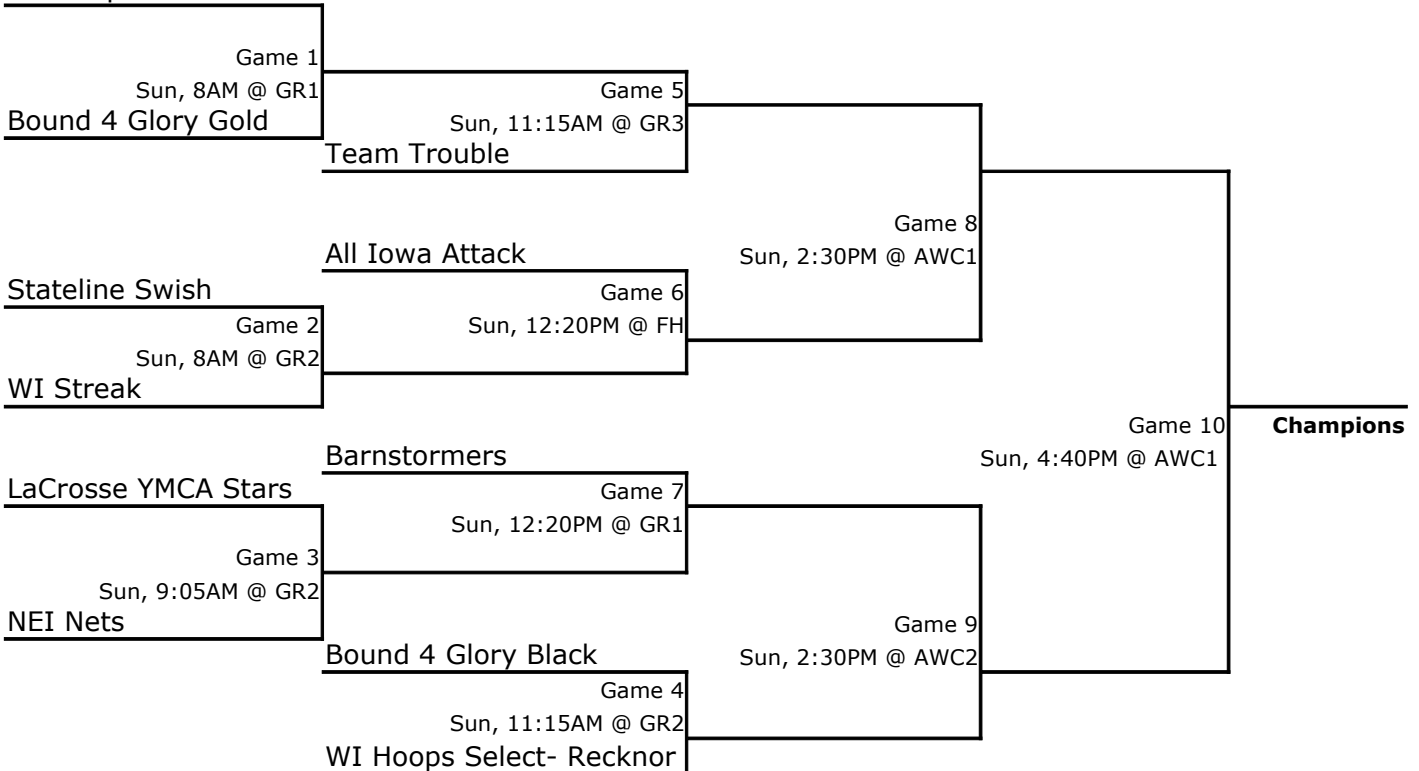 Game 1
Sun, 8AM @ GR1
Bound 4 Glory Gold
Game 5
Sun, 11:15AM @ GR3
Team Trouble
Game 8
Sun, 2:30PM @ AWC1
All Iowa Attack
Stateline Swish
Game 6
Sun, 12:20PM @ FH
Game 2
Sun, 8AM @ GR2
WI Streak
Game 10
Champions
Sun, 4:40PM @ AWC1
Barnstormers
LaCrosse YMCA Stars
Game 7
Sun, 12:20PM @ GR1
Game 3
Sun, 9:05AM @ GR2
NEI Nets
Game 9
Sun, 2:30PM @ AWC2
Bound 4 Glory Black
Game 4
Sun, 11:15AM @ GR2
WI Hoops Select- Recknor